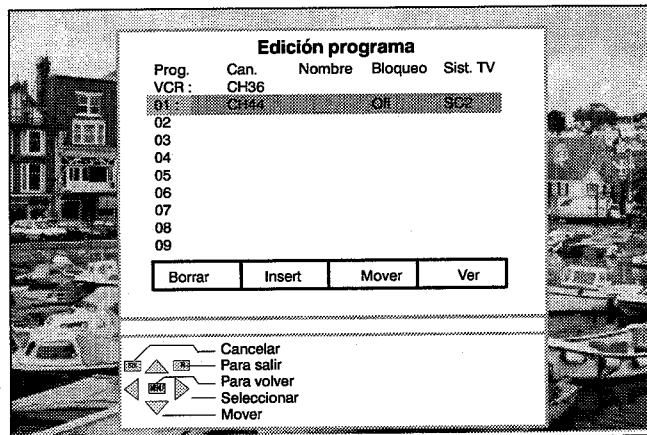 Edición programa
Prog. Can. Nombre Bloqueo Sist. TV
VCR : CH36
01 : CH44 Off SC2
02
03
04
05
06
07
08
09
Borrar Insert Mover Ver
Cancelar
Para salir
MENU Para volver
Seleccionar
Mover